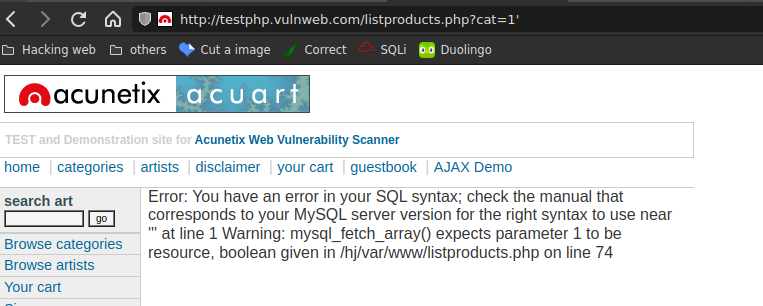 http://testphp.vulnweb.com/listproducts.php?cat=1'
Hacking web others Cut a image Correct SQLi Duolingo
acunetix acuart
TEST and Demonstration site for Acunetix Web Vulnerability Scanner
home | categories | artists | disclaimer | your cart | guestbook | AJAX Demo
search art
go
Browse categories
Browse artists
Your cart
Error: You have an error in your SQL syntax; check the manual that
corresponds to your MySQL server version for the right syntax to use near
''' at line 1 Warning: mysql_fetch_array() expects parameter 1 to be
resource, boolean given in /hj/var/www/listproducts.php on line 74